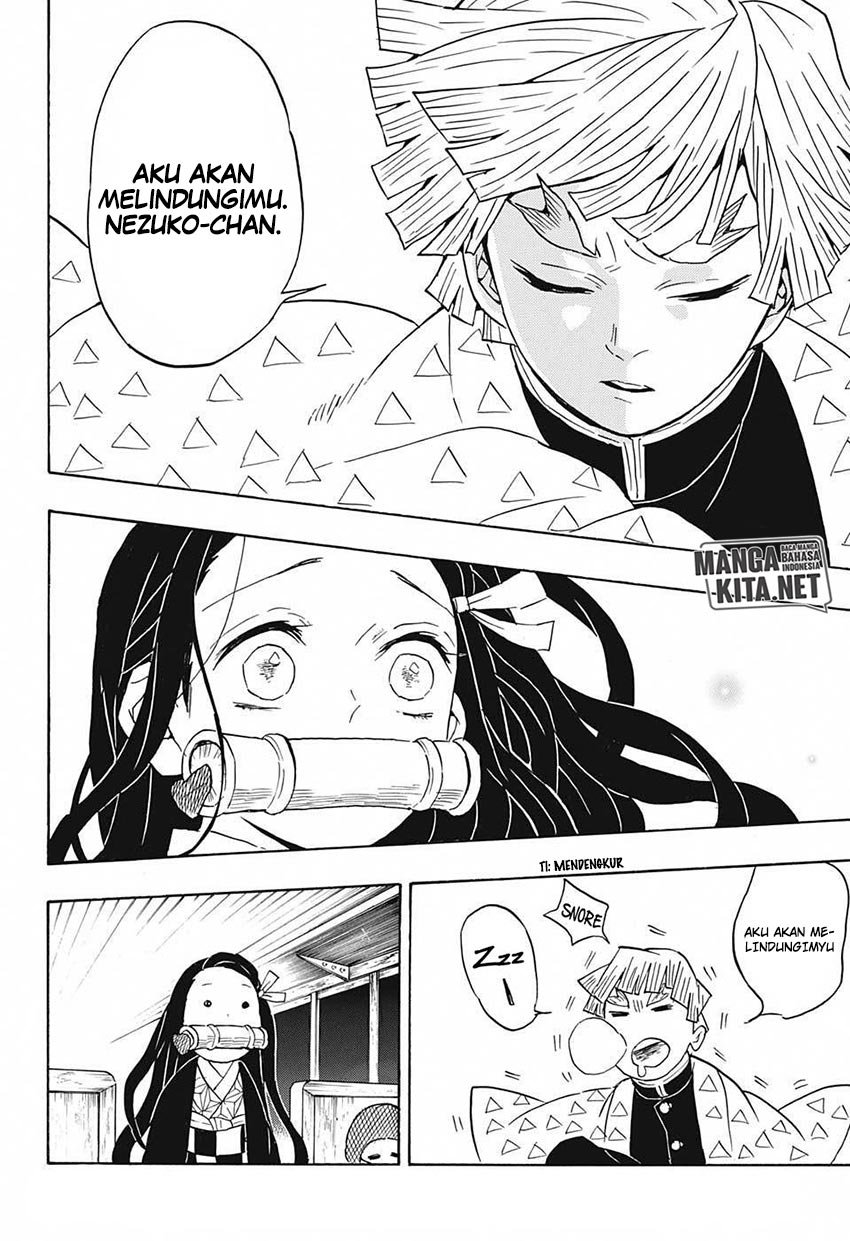 AKU AKAN
MELINDUNGIMU.
NEZUKO-CHAN.
MANGA
BACA MANGA
BAHASA
INDONESIA
-KITA.NET
T1: MENDENGKUR
AKU AKAN ME-
LINDUNGIMYU
SNORE
Zzz